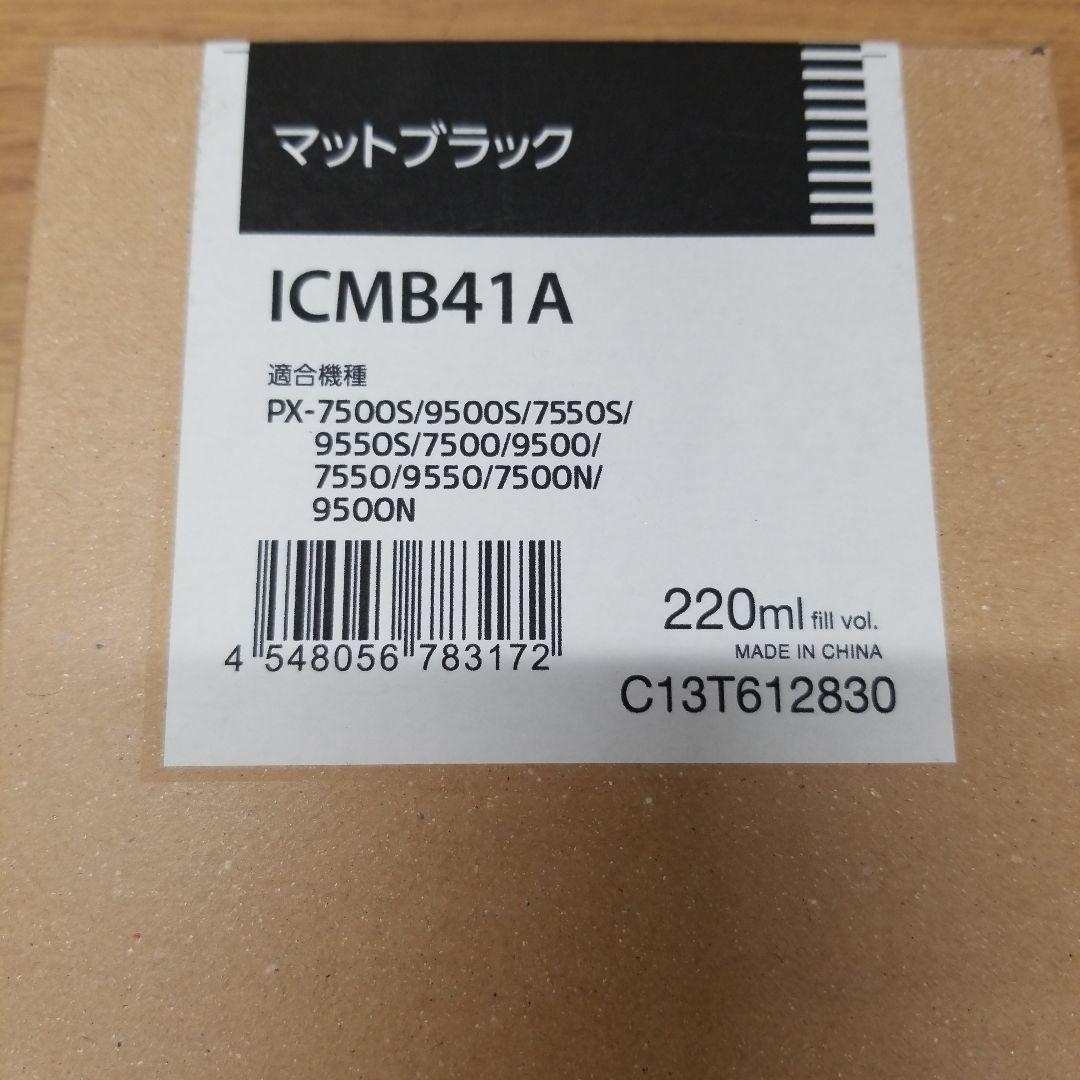 マットブラック
ICMB41A
適合機種
PX-7500S/9500S/7550S/
9550S/7500/9500/
7550/9550/7500N/
9500N
4 548056 783172
220ml fill vol.
MADE IN CHINA
C13T612830